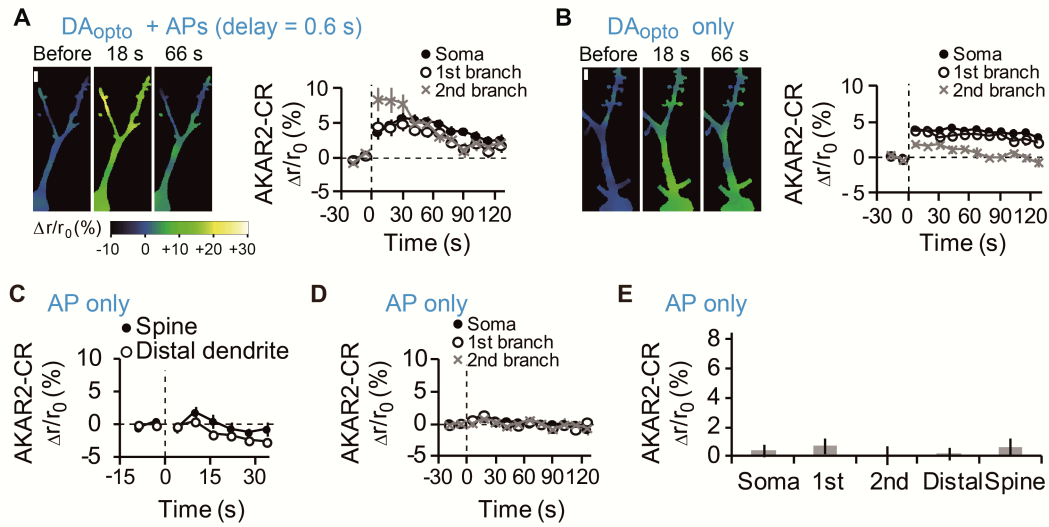 A
DAopto + APs (delay = 0.6 s)
Before 18 s 66 s
Δr/r0(%)
-10 0 +10 +20 +30
Soma
1st branch
2nd branch
AKAR2-CR
Δr/r0 (%)
10
5
0
-5
-30 0 30 60 90 120
Time (s)
B
DAopto only
Before 18 s 66 s
Soma
1st branch
2nd branch
AKAR2-CR
Δr/r0 (%)
10
5
0
-5
-30 0 30 60 90 120
Time (s)
C
AP only
Spine
Distal dendrite
AKAR2-CR
Δr/r0 (%)
10
0
-5
-15 0 15 30
Time (s)
D
AP only
Soma
1st branch
2nd branch
AKAR2-CR
Δr/r0 (%)
10
5
0
-5
-30 0 30 60 90 120
Time (s)
E
AP only
AKAR2-CR
Δr/r0 (%)
8
6
4
2
0
Soma 1st 2nd Distal Spine